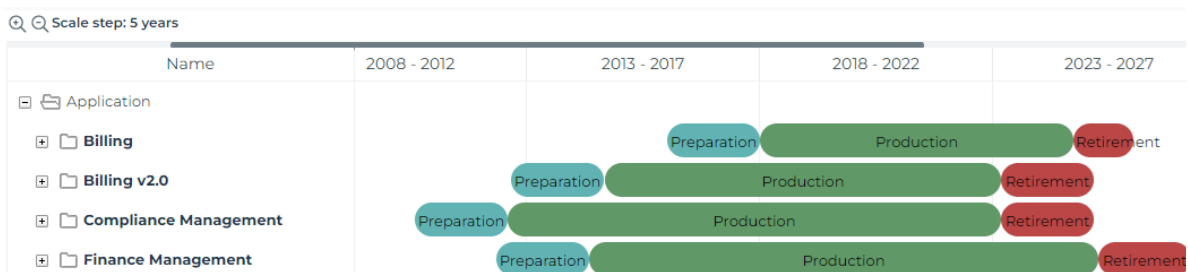 Scale step: 5 years
Name 2008 - 2012 2013 - 2017 2018 - 2022 2023 - 2027
Application
Billing Preparation Production Retirement
Billing v2.0 Preparation Production Retirement
Compliance Management Preparation Production Retirement
Finance Management Preparation Production Retirement